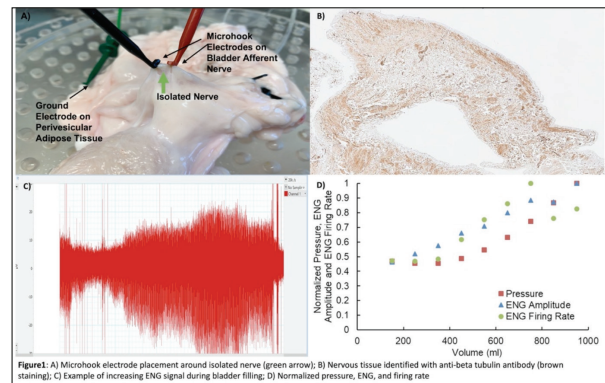 A)
Microhook
Electrodes on
Bladder Afferent
Nerve
Isolated Nerve
Ground
Electrode on
Perivesicular
Adipose Tissue
B)
C)
D)
Normalized Pressure, ENG
Amplitude and ENG Firing Rate
1
0.9
0.8
0.7
0.6
0.5
0.4
0.3
0.2
0.1
0
0
200
400
600
800
1000
Volume (ml)
Pressure
ENG Amplitude
ENG Firing Rate
Figure1: A) Microhook electrode placement around isolated nerve (green arrow); B) Nervous tissue identified with anti-beta tubulin antibody (brown
staining); C) Example of increasing ENG signal during bladder filling; D) Normalized pressure, ENG, and firing rate